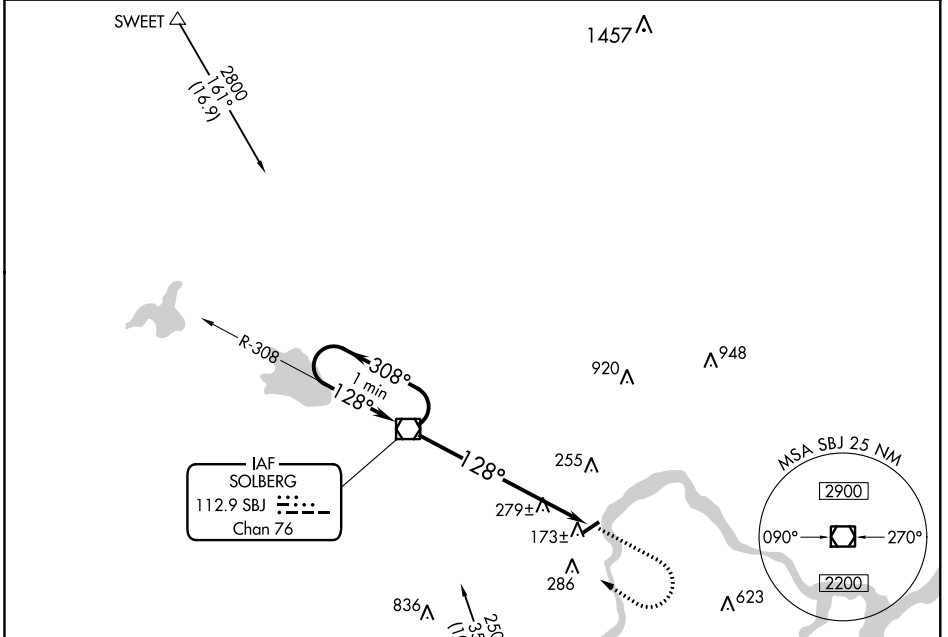 SWEET
1457
2800
161°
(16.9)
R-308
308°
1 min
128°
920
948
IAF
SOLBERG
112.9 SBJ
Chan 76
128°
255
279±
173±
286
836
623
MSA SBJ 25 NM
2900
090°
270°
2200